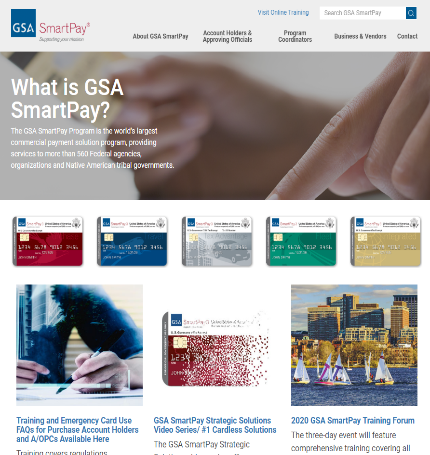 Visit Online Training
Search GSA SmartPay
GSA SmartPay®
Supporting your mission
About GSA SmartPay
Account Holders &
Approving Officials
Program
Coordinators
Business & Vendors
Contact
What is GSA
SmartPay?
The GSA SmartPay Program is the world's largest
commercial payment solution program, providing
services to more than 560 Federal agencies,
organizations and Native American tribal governments.
Training and Emergency Card Use
FAQs for Purchase Account Holders
and A/OPCs Available Here
Training covers regulations,
GSA SmartPay Strategic Solutions
Video Series/ #1 Cardless Solutions
The GSA SmartPay Strategic
2020 GSA SmartPay Training Forum
The three-day event will feature
comprehensive training covering all